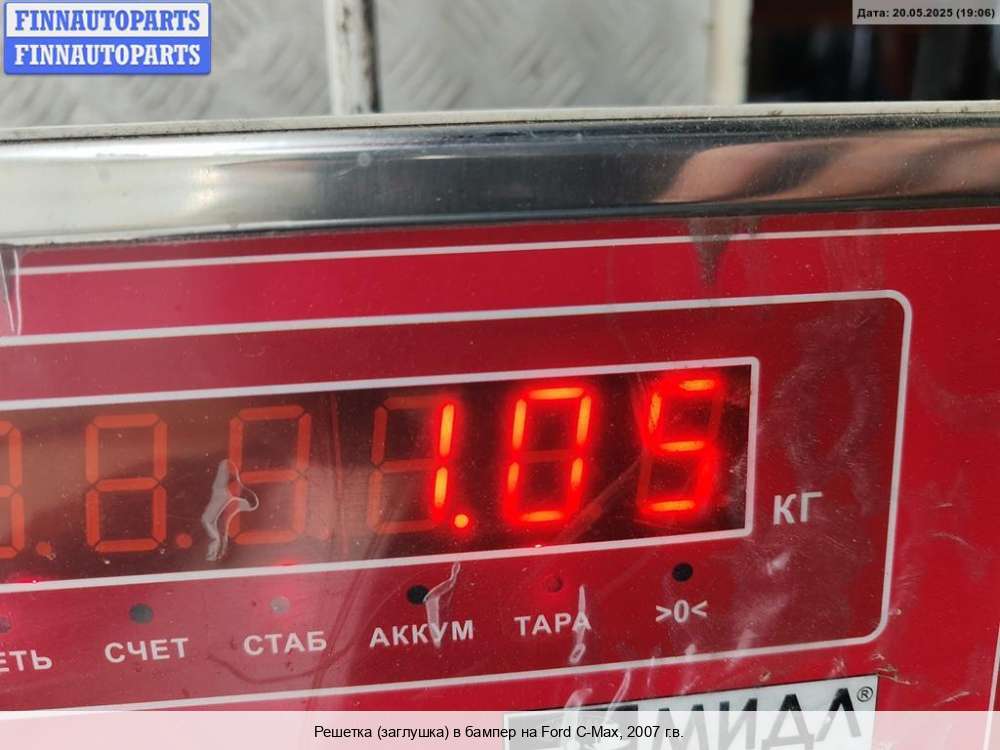 FINNAUTOPARTS
FINNAUTOPARTS
Дата: 20.05.2025 (19:06)
1.05
КГ
СЧЕТ СТАБ АККУМ ТАРА >0<
МИДЛ®
Решетка (заглушка) в бампер на Ford C-Max, 2007 г.в.